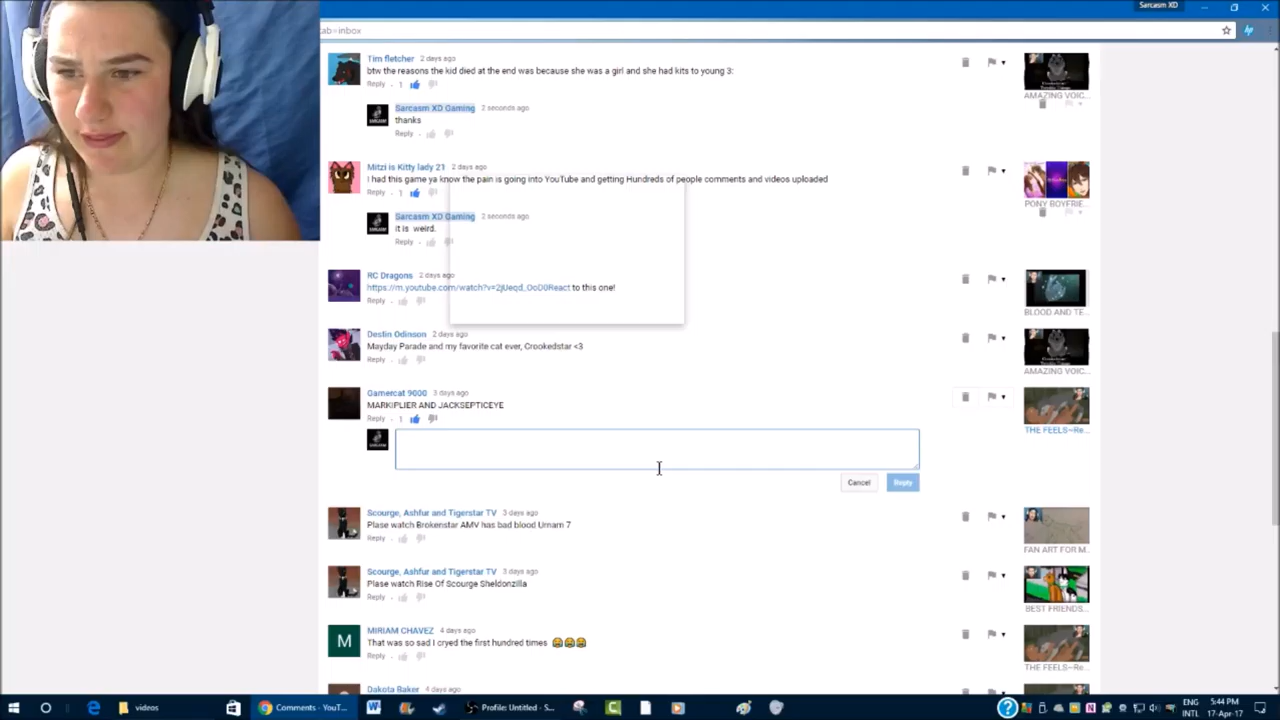 Sarcasm XD
ab=inbox
Tim fletcher 2 days ago
btw the reasons the kid died at the end was because she was a girl and she had kits to young 3:
Reply 1
AMAZING VOIC...
Sarcasm XD Gaming 2 seconds ago
thanks
Reply
Mitzi is Kitty lady 21 2 days ago
I had this game ya know the pain is going into YouTube and getting Hundreds of people comments and videos uploaded
Reply 1
PONY BOYFRIE...
Sarcasm XD Gaming 2 seconds ago
it is weird.
Reply
RC Dragons 2 days ago
https://m.youtube.com/watch?v=2jUeqd_OoD0React to this one!
Reply
BLOOD AND TE...
Destin Odinson 2 days ago
Mayday Parade and my favorite cat ever, Crookedstar <3
Reply
AMAZING VOIC...
Gamercat 9000 3 days ago
MARKIPLIER AND JACKSEPTICEYE
Reply 1
THE FEELS~Re...
Cancel Reply
Scourge, Ashfur and Tigerstar TV 3 days ago
Plase watch Brokenstar AMV has bad blood Urnam 7
Reply
FAN ART FOR M...
Scourge, Ashfur and Tigerstar TV 3 days ago
Plase watch Rise Of Scourge Sheldonzilla
Reply
BEST FRIENDS...
M
MIRIAM CHAVEZ 4 days ago
That was so sad I cryed the first hundred times 😂😂😂
Reply
THE FEELS~Re...
Dakota Baker 4 days ago
videos
Comments - YouT...
Profile: Untitled - S...
ENG
INTL
5:44 PM
17-Apr-17